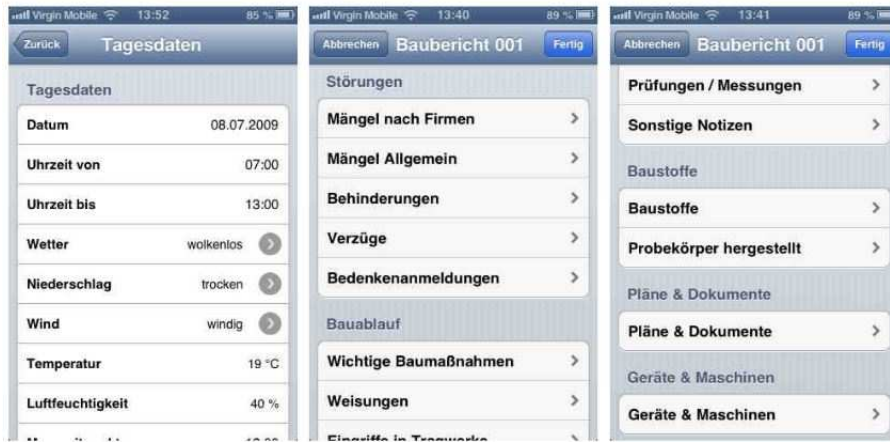 Virgin Mobile 13:52 85 %
Zurück Tagesdaten
Tagesdaten
Datum 08.07.2009
Uhrzeit von 07:00
Uhrzeit bis 13:00
Wetter wolkenlos
Niederschlag trocken
Wind windig
Temperatur 19 °C
Luftfeuchtigkeit 40 %
Virgin Mobile 13:40 89 %
Abbrechen Baubericht 001 Fertig
Störungen
Mängel nach Firmen
Mängel Allgemein
Behinderungen
Verzüge
Bedenkenanmeldungen
Bauablauf
Wichtige Baumaßnahmen
Weisungen
Eingriffe in Tragwerke
Virgin Mobile 13:41 89 %
Abbrechen Baubericht 001 Fertig
Prüfungen / Messungen
Sonstige Notizen
Baustoffe
Baustoffe
Probekörper hergestellt
Pläne & Dokumente
Pläne & Dokumente
Geräte & Maschinen
Geräte & Maschinen